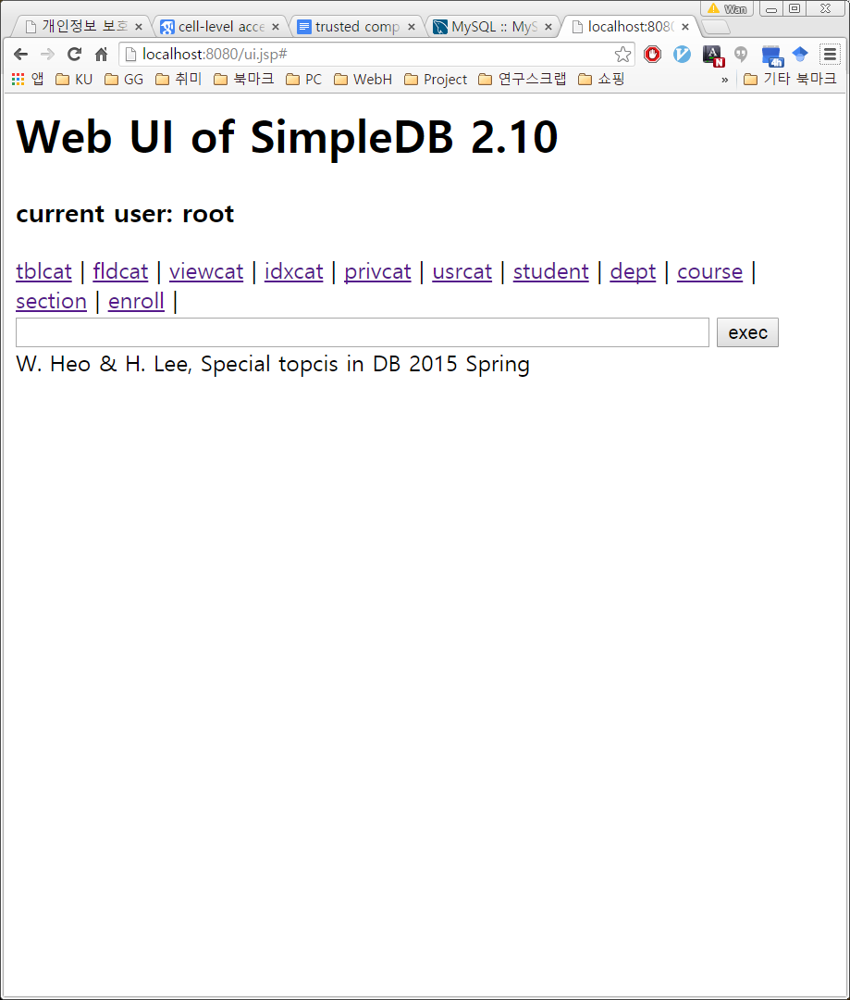 Wan
개인정보 보호
cell-level acce
trusted comp
MySQL :: MyS
localhost:808
localhost:8080/ui.jsp#
앱 KU GG 취미 북마크 PC WebH Project 연구스크랩 쇼핑 » 기타 북마크
Web UI of SimpleDB 2.10
current user: root
tblcat | fldcat | viewcat | idxcat | privcat | usrcat | student | dept | course |
section | enroll |
exec
W. Heo & H. Lee, Special topcis in DB 2015 Spring